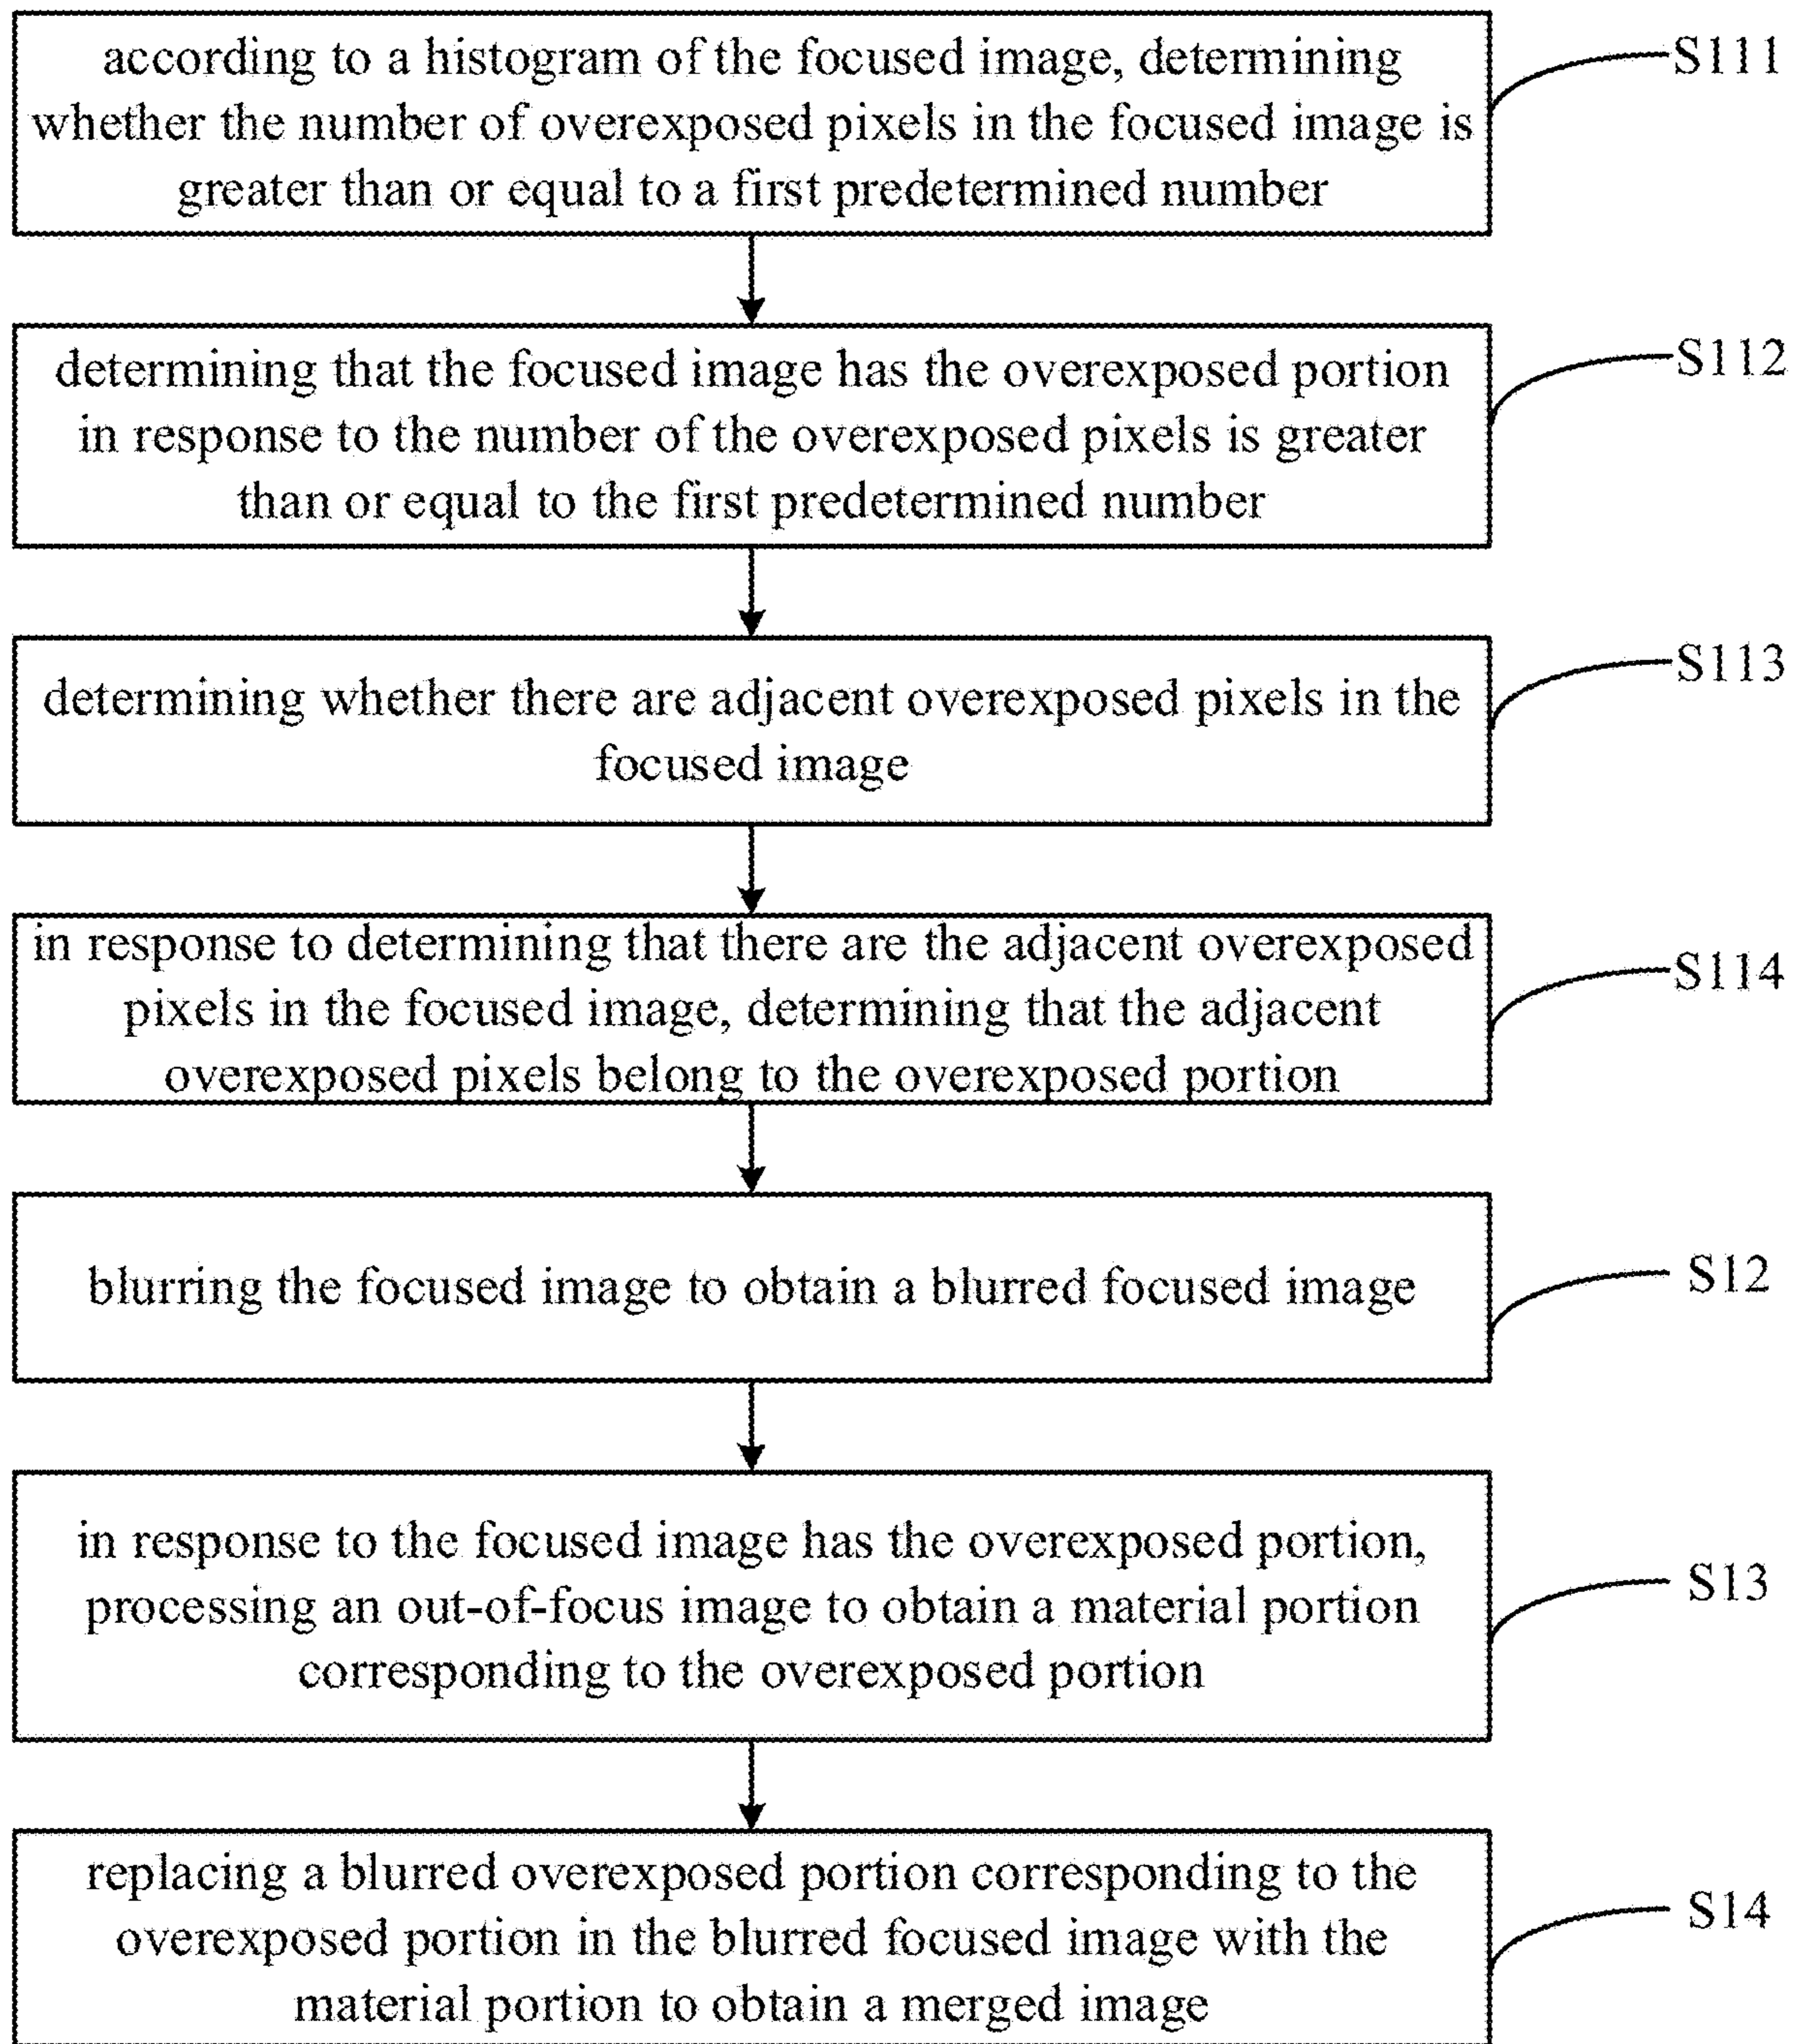 according to a histogram of the focused image, determining
whether the number of overexposed pixels in the focused image is
greater than or equal to a first predetermined number
S111
determining that the focused image has the overexposed portion
in response to the number of the overexposed pixels is greater
than or equal to the first predetermined number
S112
determining whether there are adjacent overexposed pixels in the
focused image
S113
in response to determining that there are the adjacent overexposed
pixels in the focused image, determining that the adjacent
overexposed pixels belong to the overexposed portion
S114
blurring the focused image to obtain a blurred focused image
S12
in response to the focused image has the overexposed portion,
processing an out-of-focus image to obtain a material portion
corresponding to the overexposed portion
S13
replacing a blurred overexposed portion corresponding to the
overexposed portion in the blurred focused image with the
material portion to obtain a merged image
S14